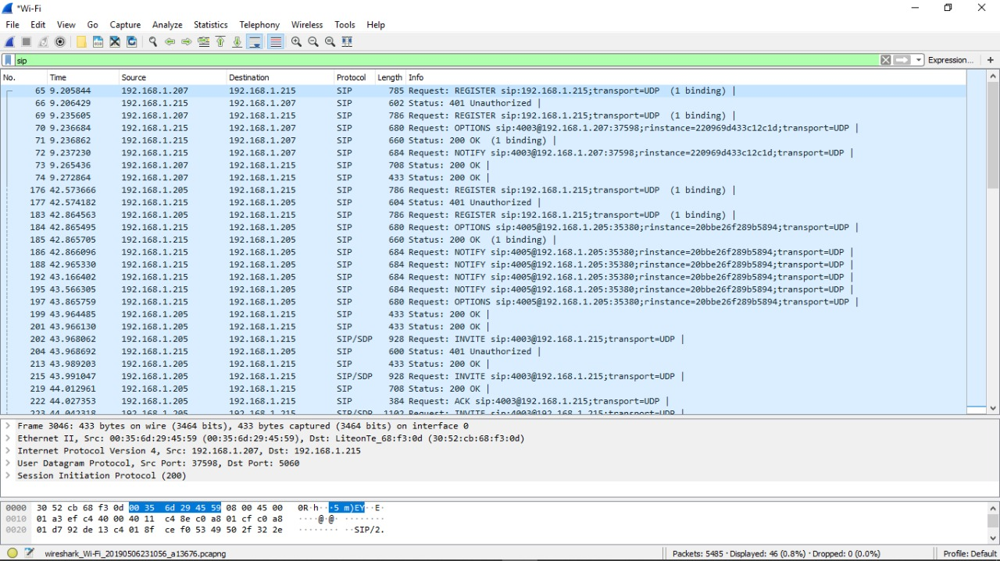 *Wi-Fi
File Edit View Go Capture Analyze Statistics Telephony Wireless Tools Help
sip Expression... +
No. Time Source Destination Protocol Length Info
65 9.205844 192.168.1.207 192.168.1.215 SIP 785 Request: REGISTER sip:192.168.1.215;transport=UDP (1 binding) |
66 9.206429 192.168.1.215 192.168.1.207 SIP 602 Status: 401 Unauthorized |
69 9.235605 192.168.1.207 192.168.1.215 SIP 786 Request: REGISTER sip:192.168.1.215;transport=UDP (1 binding) |
70 9.236684 192.168.1.215 192.168.1.207 SIP 680 Request: OPTIONS sip:4003@192.168.1.207:37598;rinstance=220969d433c12c1d;transport=UDP |
71 9.236862 192.168.1.215 192.168.1.207 SIP 660 Status: 200 OK (1 binding) |
72 9.237230 192.168.1.215 192.168.1.207 SIP 684 Request: NOTIFY sip:4003@192.168.1.207:37598;rinstance=220969d433c12c1d;transport=UDP |
73 9.265436 192.168.1.207 192.168.1.215 SIP 708 Status: 200 OK |
74 9.272864 192.168.1.207 192.168.1.215 SIP 433 Status: 200 OK |
176 42.573666 192.168.1.205 192.168.1.215 SIP 786 Request: REGISTER sip:192.168.1.215;transport=UDP (1 binding) |
177 42.574182 192.168.1.215 192.168.1.205 SIP 604 Status: 401 Unauthorized |
183 42.864563 192.168.1.205 192.168.1.215 SIP 786 Request: REGISTER sip:192.168.1.215;transport=UDP (1 binding) |
184 42.865495 192.168.1.215 192.168.1.205 SIP 680 Request: OPTIONS sip:4005@192.168.1.205:35380;rinstance=20bbe26f289b5894;transport=UDP |
185 42.865705 192.168.1.215 192.168.1.205 SIP 660 Status: 200 OK (1 binding) |
186 42.866096 192.168.1.215 192.168.1.205 SIP 684 Request: NOTIFY sip:4005@192.168.1.205:35380;rinstance=20bbe26f289b5894;transport=UDP |
188 42.965330 192.168.1.215 192.168.1.205 SIP 684 Request: NOTIFY sip:4005@192.168.1.205:35380;rinstance=20bbe26f289b5894;transport=UDP |
192 43.166402 192.168.1.215 192.168.1.205 SIP 684 Request: NOTIFY sip:4005@192.168.1.205:35380;rinstance=20bbe26f289b5894;transport=UDP |
195 43.566305 192.168.1.215 192.168.1.205 SIP 684 Request: NOTIFY sip:4005@192.168.1.205:35380;rinstance=20bbe26f289b5894;transport=UDP |
197 43.865759 192.168.1.215 192.168.1.205 SIP 680 Request: OPTIONS sip:4005@192.168.1.205:35380;rinstance=20bbe26f289b5894;transport=UDP |
199 43.964485 192.168.1.205 192.168.1.215 SIP 433 Status: 200 OK |
201 43.966130 192.168.1.205 192.168.1.215 SIP 433 Status: 200 OK |
202 43.968062 192.168.1.205 192.168.1.215 SIP/SDP 928 Request: INVITE sip:4003@192.168.1.215;transport=UDP |
204 43.968692 192.168.1.215 192.168.1.205 SIP 600 Status: 401 Unauthorized |
213 43.989203 192.168.1.205 192.168.1.215 SIP 433 Status: 200 OK |
215 43.991047 192.168.1.205 192.168.1.215 SIP/SDP 928 Request: INVITE sip:4003@192.168.1.215;transport=UDP |
219 44.012961 192.168.1.205 192.168.1.215 SIP 708 Status: 200 OK |
222 44.027353 192.168.1.205 192.168.1.215 SIP 384 Request: ACK sip:4003@192.168.1.215;transport=UDP |
223 44.042318 192.168.1.205 192.168.1.215 SIP/SDP 1102 Request: INVITE sip:4003@192.168.1.215;transport=UDP |
> Frame 3046: 433 bytes on wire (3464 bits), 433 bytes captured (3464 bits) on interface 0
> Ethernet II, Src: 00:35:6d:29:45:59 (00:35:6d:29:45:59), Dst: LiteonTe_68:f3:0d (30:52:cb:68:f3:0d)
> Internet Protocol Version 4, Src: 192.168.1.207, Dst: 192.168.1.215
> User Datagram Protocol, Src Port: 37598, Dst Port: 5060
> Session Initiation Protocol (200)
0000 30 52 cb 68 f3 0d 00 35 6d 29 45 59 08 00 45 00 0R·h···5 m)EY··E·
0010 01 a3 ef c4 40 00 40 11 c4 8e c0 a8 01 cf c0 a8 ····@·@· ········
0020 01 d7 92 de 13 c4 01 8f ce f0 53 49 50 2f 32 2e ········ ··SIP/2.
wireshark_Wi-Fi_20190506231056_a13676.pcapng Packets: 5485 · Displayed: 46 (0.8%) · Dropped: 0 (0.0%) Profile: Default